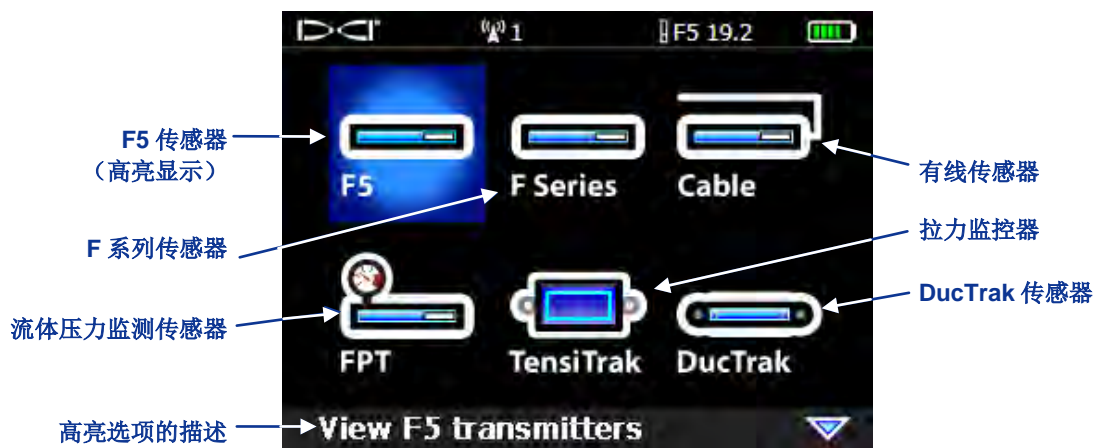 DCI 1 F5 19.2
F5 传感器
（高亮显示）
F5
F Series
Cable
有线传感器
F 系列传感器
拉力监控器
DucTrak 传感器
流体压力监测传感器
FPT
TensiTrak
DucTrak
高亮选项的描述
View F5 transmitters